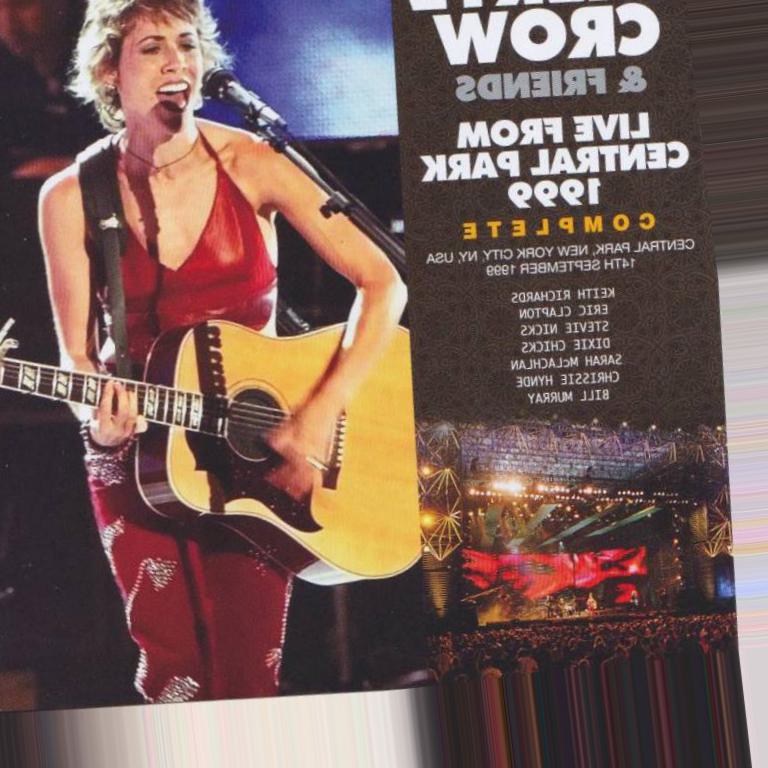 CROW
& FRIENDS
LIVE FROM
CENTRAL PARK
1999
COMPLETE
CENTRAL PARK, NEW YORK CITY, NY, USA
14TH SEPTEMBER 1999
KEITH RICHARDS
ERIC CLAPTON
STEVIE NICKS
DIXIE CHICKS
SARAH McLACHLAN
CHRISSIE HYNDE
BILL MURRAY